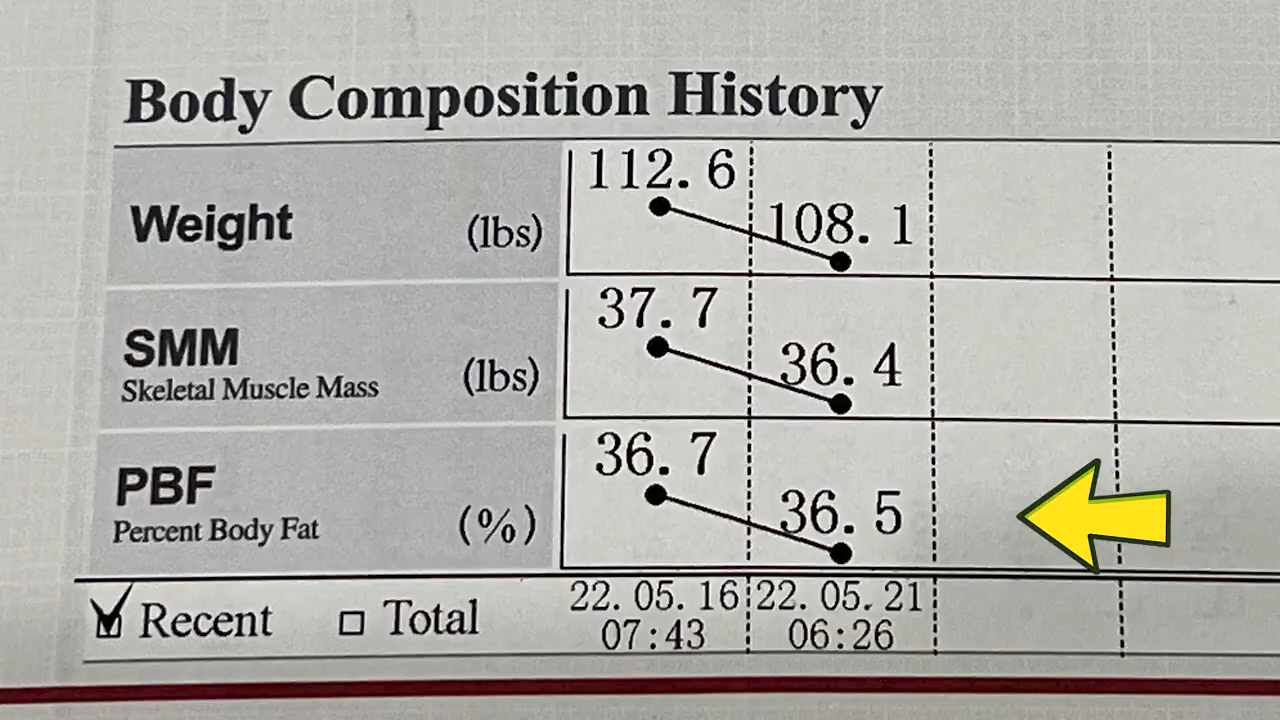 Body Composition History
Weight (lbs) 112.6 108.1
SMM
Skeletal Muscle Mass (lbs) 37.7 36.4
PBF
Percent Body Fat (%) 36.7 36.5
Recent Total 22.05.16 22.05.21
07:43 06:26